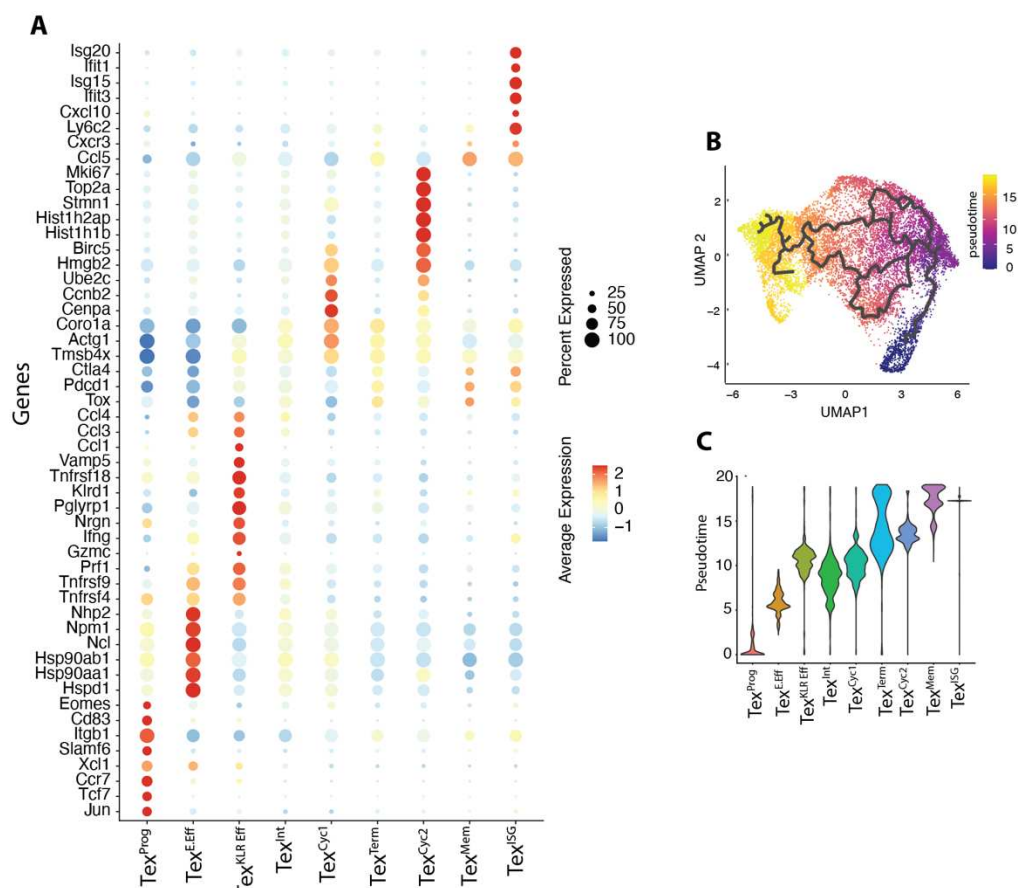 A
Genes
Isg20
Ifit1
Isg15
Ifit3
Cxcl10
Ly6c2
Cxcr3
Ccl5
Mki67
Top2a
Stmn1
Hist1h2ap
Hist1h1b
Birc5
Hmgb2
Ube2c
Ccnb2
Cenpa
Coro1a
Actg1
Tmsb4x
Ctla4
Pdcd1
Tox
Ccl4
Ccl3
Ccl1
Vamp5
Tnfrsf18
Klrd1
Pglyrp1
Nrgn
Ifng
Gzmc
Prf1
Tnfrsf9
Tnfrsf4
Nhp2
Npm1
Ncl
Hsp90ab1
Hsp90aa1
Hspd1
Eomes
Cd83
Itgb1
Slamf6
Xcl1
Ccr7
Tcf7
Jun
TexProg
TexE.Eff
TexKLR Eff
TexInt
TexCyc1
TexTerm
TexCyc2
TexMem
TexISG
Percent Expressed
25
50
75
100
Average Expression
2
1
0
−1
B
UMAP 2
2
0
−2
−4
−6
−3
0
3
6
UMAP1
pseudotime
15
10
5
0
C
Pseudotime
20
15
10
5
0
TexProg
TexE.Eff
TexKLR Eff
TexInt
TexCyc1
TexTerm
TexCyc2
TexMem
TexISG